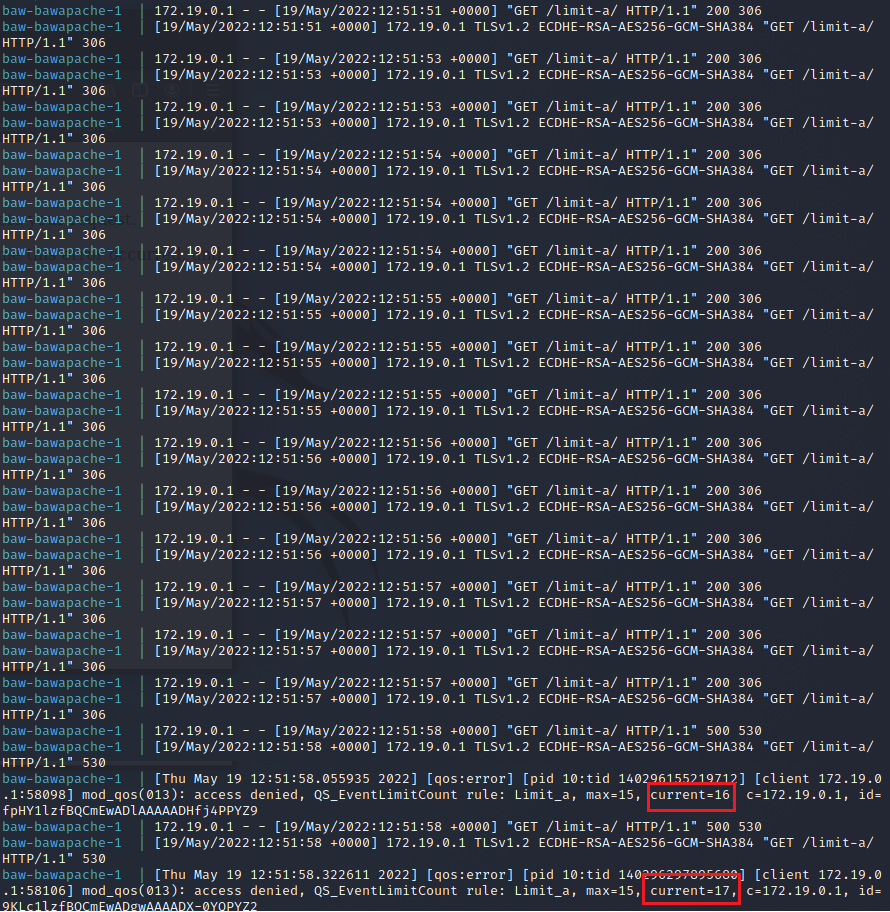 baw-bawapache-1 | 172.19.0.1 - - [19/May/2022:12:51:51 +0000] "GET /limit-a/ HTTP/1.1" 200 306
baw-bawapache-1 | [19/May/2022:12:51:51 +0000] 172.19.0.1 TLSv1.2 ECDHE-RSA-AES256-GCM-SHA384 "GET /limit-a/
HTTP/1.1" 306
baw-bawapache-1 | 172.19.0.1 - - [19/May/2022:12:51:53 +0000] "GET /limit-a/ HTTP/1.1" 200 306
baw-bawapache-1 | [19/May/2022:12:51:53 +0000] 172.19.0.1 TLSv1.2 ECDHE-RSA-AES256-GCM-SHA384 "GET /limit-a/
HTTP/1.1" 306
baw-bawapache-1 | 172.19.0.1 - - [19/May/2022:12:51:53 +0000] "GET /limit-a/ HTTP/1.1" 200 306
baw-bawapache-1 | [19/May/2022:12:51:53 +0000] 172.19.0.1 TLSv1.2 ECDHE-RSA-AES256-GCM-SHA384 "GET /limit-a/
HTTP/1.1" 306
baw-bawapache-1 | 172.19.0.1 - - [19/May/2022:12:51:54 +0000] "GET /limit-a/ HTTP/1.1" 200 306
baw-bawapache-1 | [19/May/2022:12:51:54 +0000] 172.19.0.1 TLSv1.2 ECDHE-RSA-AES256-GCM-SHA384 "GET /limit-a/
HTTP/1.1" 306
baw-bawapache-1 | 172.19.0.1 - - [19/May/2022:12:51:54 +0000] "GET /limit-a/ HTTP/1.1" 200 306
baw-bawapache-1 | [19/May/2022:12:51:54 +0000] 172.19.0.1 TLSv1.2 ECDHE-RSA-AES256-GCM-SHA384 "GET /limit-a/
HTTP/1.1" 306
baw-bawapache-1 | 172.19.0.1 - - [19/May/2022:12:51:54 +0000] "GET /limit-a/ HTTP/1.1" 200 306
baw-bawapache-1 | [19/May/2022:12:51:54 +0000] 172.19.0.1 TLSv1.2 ECDHE-RSA-AES256-GCM-SHA384 "GET /limit-a/
HTTP/1.1" 306
baw-bawapache-1 | 172.19.0.1 - - [19/May/2022:12:51:55 +0000] "GET /limit-a/ HTTP/1.1" 200 306
baw-bawapache-1 | [19/May/2022:12:51:55 +0000] 172.19.0.1 TLSv1.2 ECDHE-RSA-AES256-GCM-SHA384 "GET /limit-a/
HTTP/1.1" 306
baw-bawapache-1 | 172.19.0.1 - - [19/May/2022:12:51:55 +0000] "GET /limit-a/ HTTP/1.1" 200 306
baw-bawapache-1 | [19/May/2022:12:51:55 +0000] 172.19.0.1 TLSv1.2 ECDHE-RSA-AES256-GCM-SHA384 "GET /limit-a/
HTTP/1.1" 306
baw-bawapache-1 | 172.19.0.1 - - [19/May/2022:12:51:55 +0000] "GET /limit-a/ HTTP/1.1" 200 306
baw-bawapache-1 | [19/May/2022:12:51:55 +0000] 172.19.0.1 TLSv1.2 ECDHE-RSA-AES256-GCM-SHA384 "GET /limit-a/
HTTP/1.1" 306
baw-bawapache-1 | 172.19.0.1 - - [19/May/2022:12:51:56 +0000] "GET /limit-a/ HTTP/1.1" 200 306
baw-bawapache-1 | [19/May/2022:12:51:56 +0000] 172.19.0.1 TLSv1.2 ECDHE-RSA-AES256-GCM-SHA384 "GET /limit-a/
HTTP/1.1" 306
baw-bawapache-1 | 172.19.0.1 - - [19/May/2022:12:51:56 +0000] "GET /limit-a/ HTTP/1.1" 200 306
baw-bawapache-1 | [19/May/2022:12:51:56 +0000] 172.19.0.1 TLSv1.2 ECDHE-RSA-AES256-GCM-SHA384 "GET /limit-a/
HTTP/1.1" 306
baw-bawapache-1 | 172.19.0.1 - - [19/May/2022:12:51:56 +0000] "GET /limit-a/ HTTP/1.1" 200 306
baw-bawapache-1 | [19/May/2022:12:51:56 +0000] 172.19.0.1 TLSv1.2 ECDHE-RSA-AES256-GCM-SHA384 "GET /limit-a/
HTTP/1.1" 306
baw-bawapache-1 | 172.19.0.1 - - [19/May/2022:12:51:57 +0000] "GET /limit-a/ HTTP/1.1" 200 306
baw-bawapache-1 | [19/May/2022:12:51:57 +0000] 172.19.0.1 TLSv1.2 ECDHE-RSA-AES256-GCM-SHA384 "GET /limit-a/
HTTP/1.1" 306
baw-bawapache-1 | 172.19.0.1 - - [19/May/2022:12:51:57 +0000] "GET /limit-a/ HTTP/1.1" 200 306
baw-bawapache-1 | [19/May/2022:12:51:57 +0000] 172.19.0.1 TLSv1.2 ECDHE-RSA-AES256-GCM-SHA384 "GET /limit-a/
HTTP/1.1" 306
baw-bawapache-1 | 172.19.0.1 - - [19/May/2022:12:51:57 +0000] "GET /limit-a/ HTTP/1.1" 200 306
baw-bawapache-1 | [19/May/2022:12:51:57 +0000] 172.19.0.1 TLSv1.2 ECDHE-RSA-AES256-GCM-SHA384 "GET /limit-a/
HTTP/1.1" 306
baw-bawapache-1 | 172.19.0.1 - - [19/May/2022:12:51:58 +0000] "GET /limit-a/ HTTP/1.1" 500 530
baw-bawapache-1 | [19/May/2022:12:51:58 +0000] 172.19.0.1 TLSv1.2 ECDHE-RSA-AES256-GCM-SHA384 "GET /limit-a/
HTTP/1.1" 530
baw-bawapache-1 | [Thu May 19 12:51:58.055935 2022] [qos:error] [pid 10:tid 140296155219712] [client 172.19.0
.1:58098] mod_qos(013): access denied, QS_EventLimitCount rule: Limit_a, max=15, current=16, c=172.19.0.1, id=
fpHY1lzfBQCmEwADlAAAAADHfj4PPYZ9
baw-bawapache-1 | 172.19.0.1 - - [19/May/2022:12:51:58 +0000] "GET /limit-a/ HTTP/1.1" 500 530
baw-bawapache-1 | [19/May/2022:12:51:58 +0000] 172.19.0.1 TLSv1.2 ECDHE-RSA-AES256-GCM-SHA384 "GET /limit-a/
HTTP/1.1" 530
baw-bawapache-1 | [Thu May 19 12:51:58.322611 2022] [qos:error] [pid 10:tid 140296297895680] [client 172.19.0
.1:58106] mod_qos(013): access denied, QS_EventLimitCount rule: Limit_a, max=15, current=17, c=172.19.0.1, id=